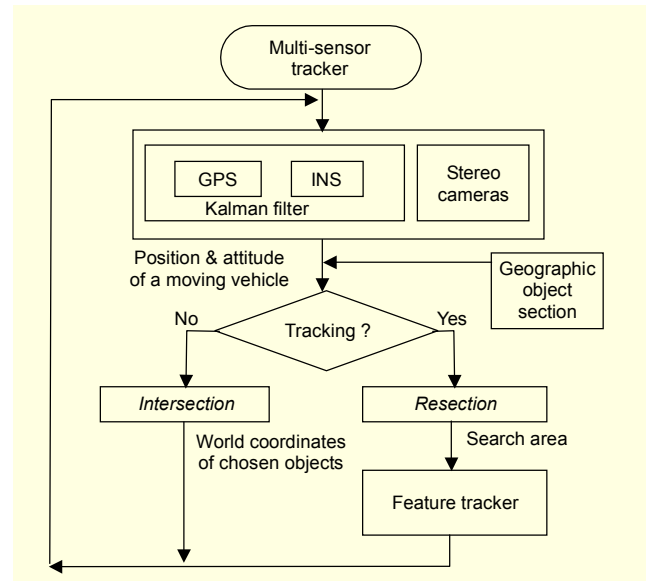 Multi-sensor
tracker
GPS
INS
Kalman filter
Stereo
cameras
Position & attitude
of a moving vehicle
Geographic
object
section
No
Tracking ?
Yes
Intersection
Resection
World coordinates
of chosen objects
Search area
Feature tracker